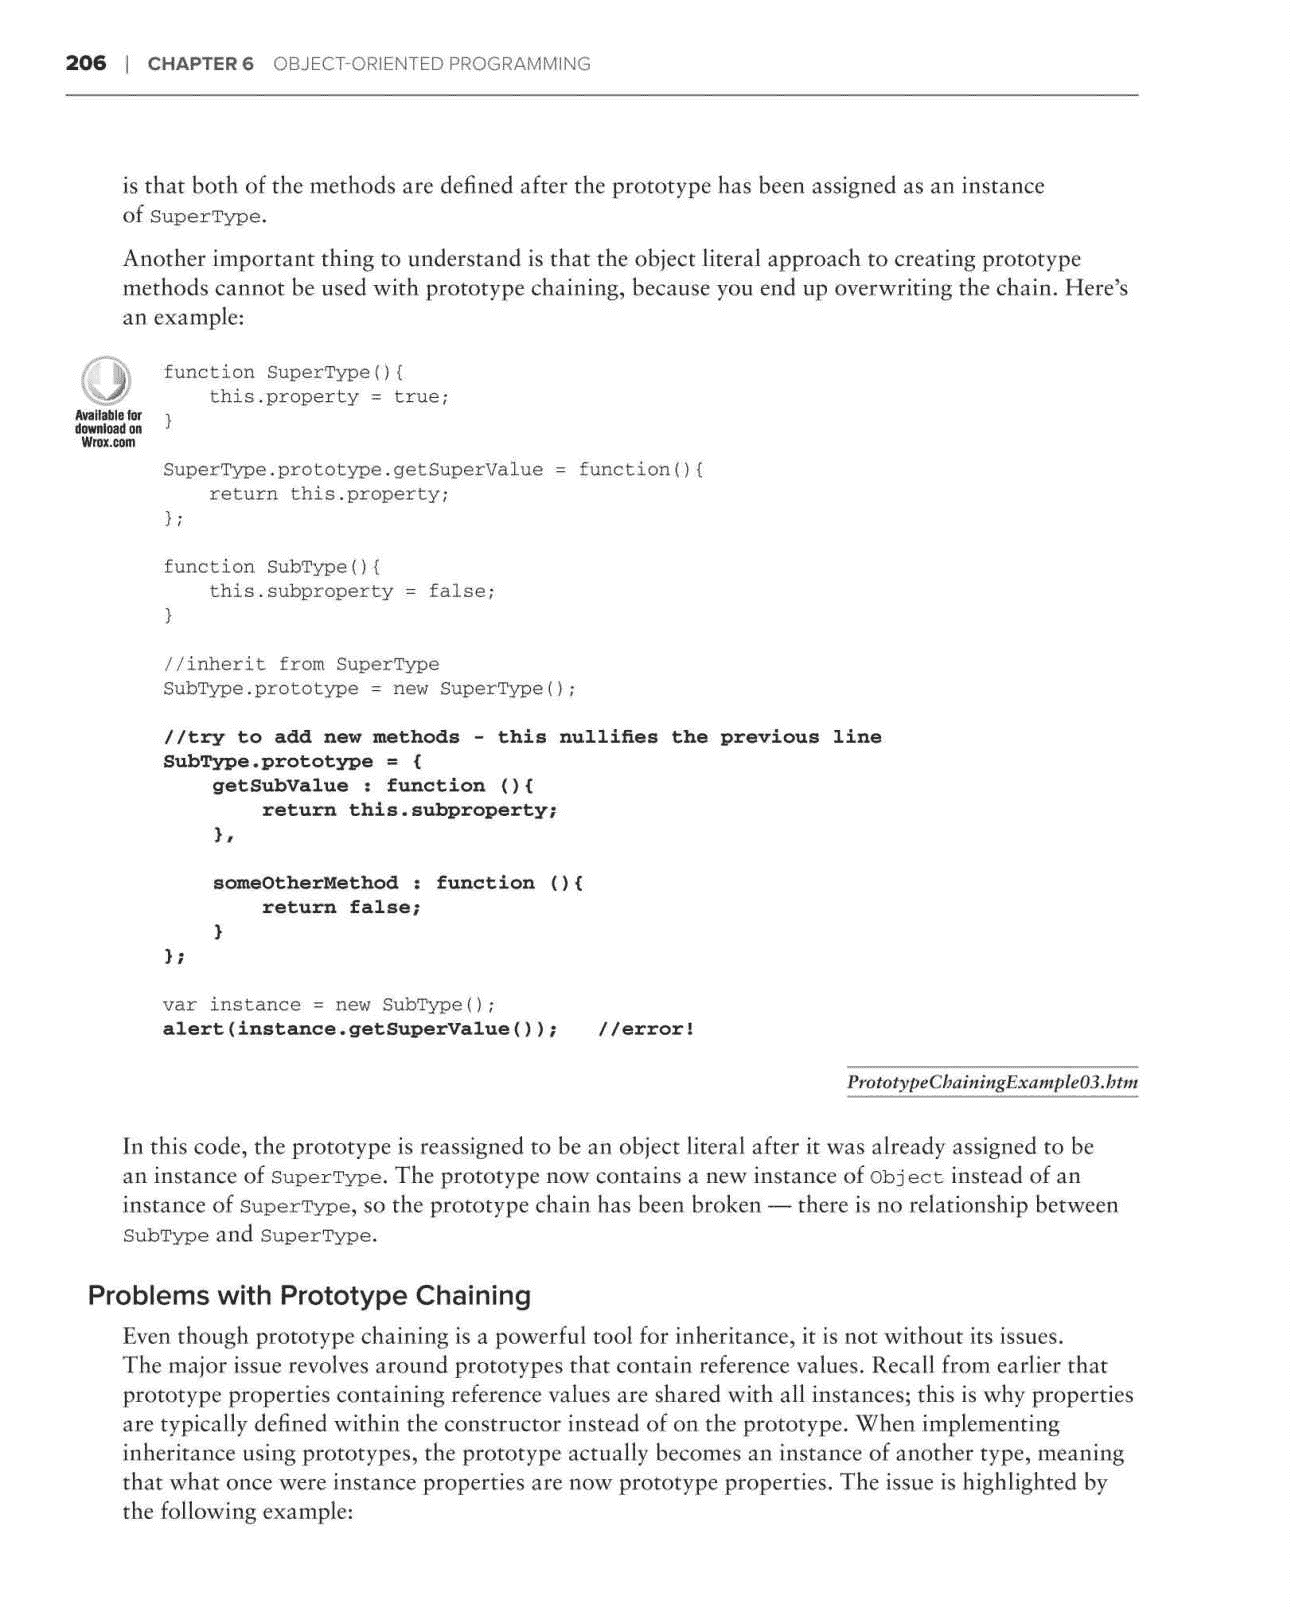 206 | CHAPTER 6 OBJECT-ORIENTED PROGRAMMING
is that both of the methods are defined after the prototype has been assigned as an instance
of SuperType.
Another important thing to understand is that the object literal approach to creating prototype
methods cannot be used with prototype chaining, because you end up overwriting the chain. Here's
an example:
Available for
download on
Wrox.com
function SuperType(){
    this.property = true;
}
SuperType.prototype.getSuperValue = function(){
    return this.property;
};
function SubType(){
    this.subproperty = false;
}
//inherit from SuperType
SubType.prototype = new SuperType();
//try to add new methods - this nullifies the previous line
SubType.prototype = {
    getSubValue : function (){
        return this.subproperty;
    },
    someOtherMethod : function (){
        return false;
    }
};
var instance = new SubType();
alert(instance.getSuperValue());   //error!
PrototypeChainingExample03.htm
In this code, the prototype is reassigned to be an object literal after it was already assigned to be
an instance of SuperType. The prototype now contains a new instance of Object instead of an
instance of SuperType, so the prototype chain has been broken — there is no relationship between
SubType and SuperType.
Problems with Prototype Chaining
Even though prototype chaining is a powerful tool for inheritance, it is not without its issues.
The major issue revolves around prototypes that contain reference values. Recall from earlier that
prototype properties containing reference values are shared with all instances; this is why properties
are typically defined within the constructor instead of on the prototype. When implementing
inheritance using prototypes, the prototype actually becomes an instance of another type, meaning
that what once were instance properties are now prototype properties. The issue is highlighted by
the following example: